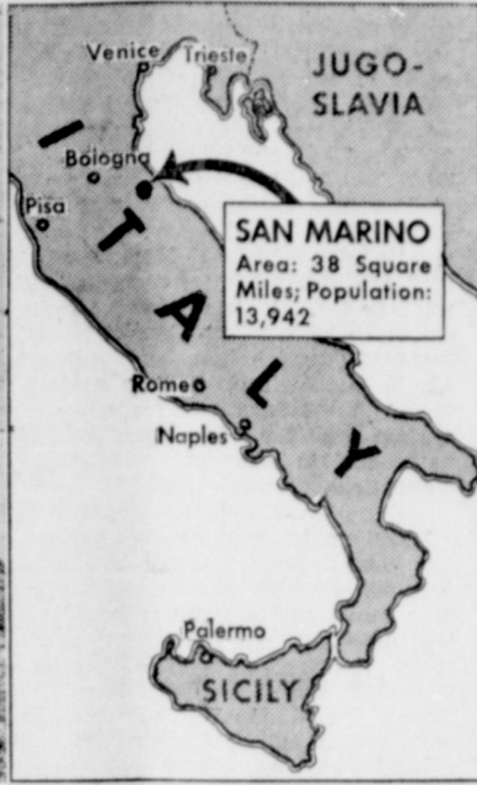 Venice
Trieste
JUGO-
SLAVIA
Bologna
Pisa
SAN MARINO
Area: 38 Square
Miles; Population:
13,942
ITALY
Rome
Naples
Palermo
SICILY